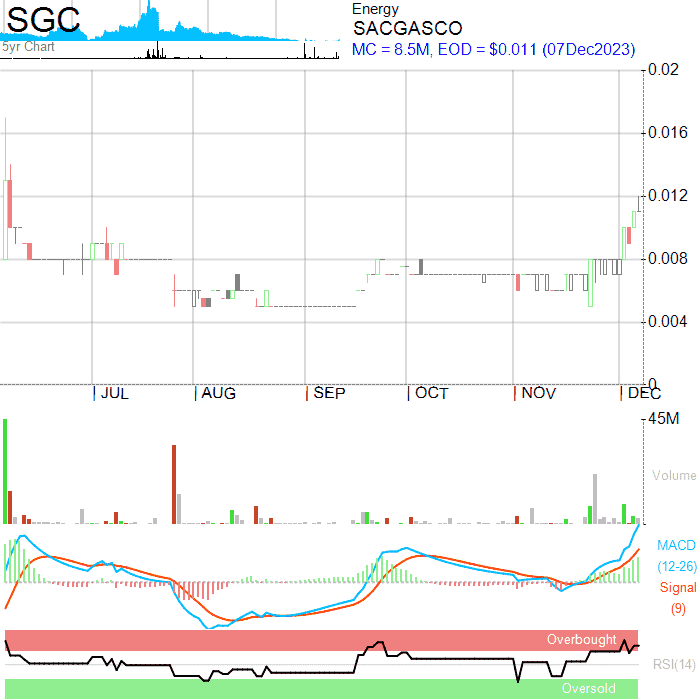 SGC
5yr Chart
Energy
SACGASCO
MC = 8.5M, EOD = $0.011 (07Dec2023)
0.02
0.016
0.012
0.008
0.004
0
JUL AUG SEP OCT NOV DEC
45M
Volume
MACD
(12-26)
Signal
(9)
Overbought
RSI(14)
Oversold